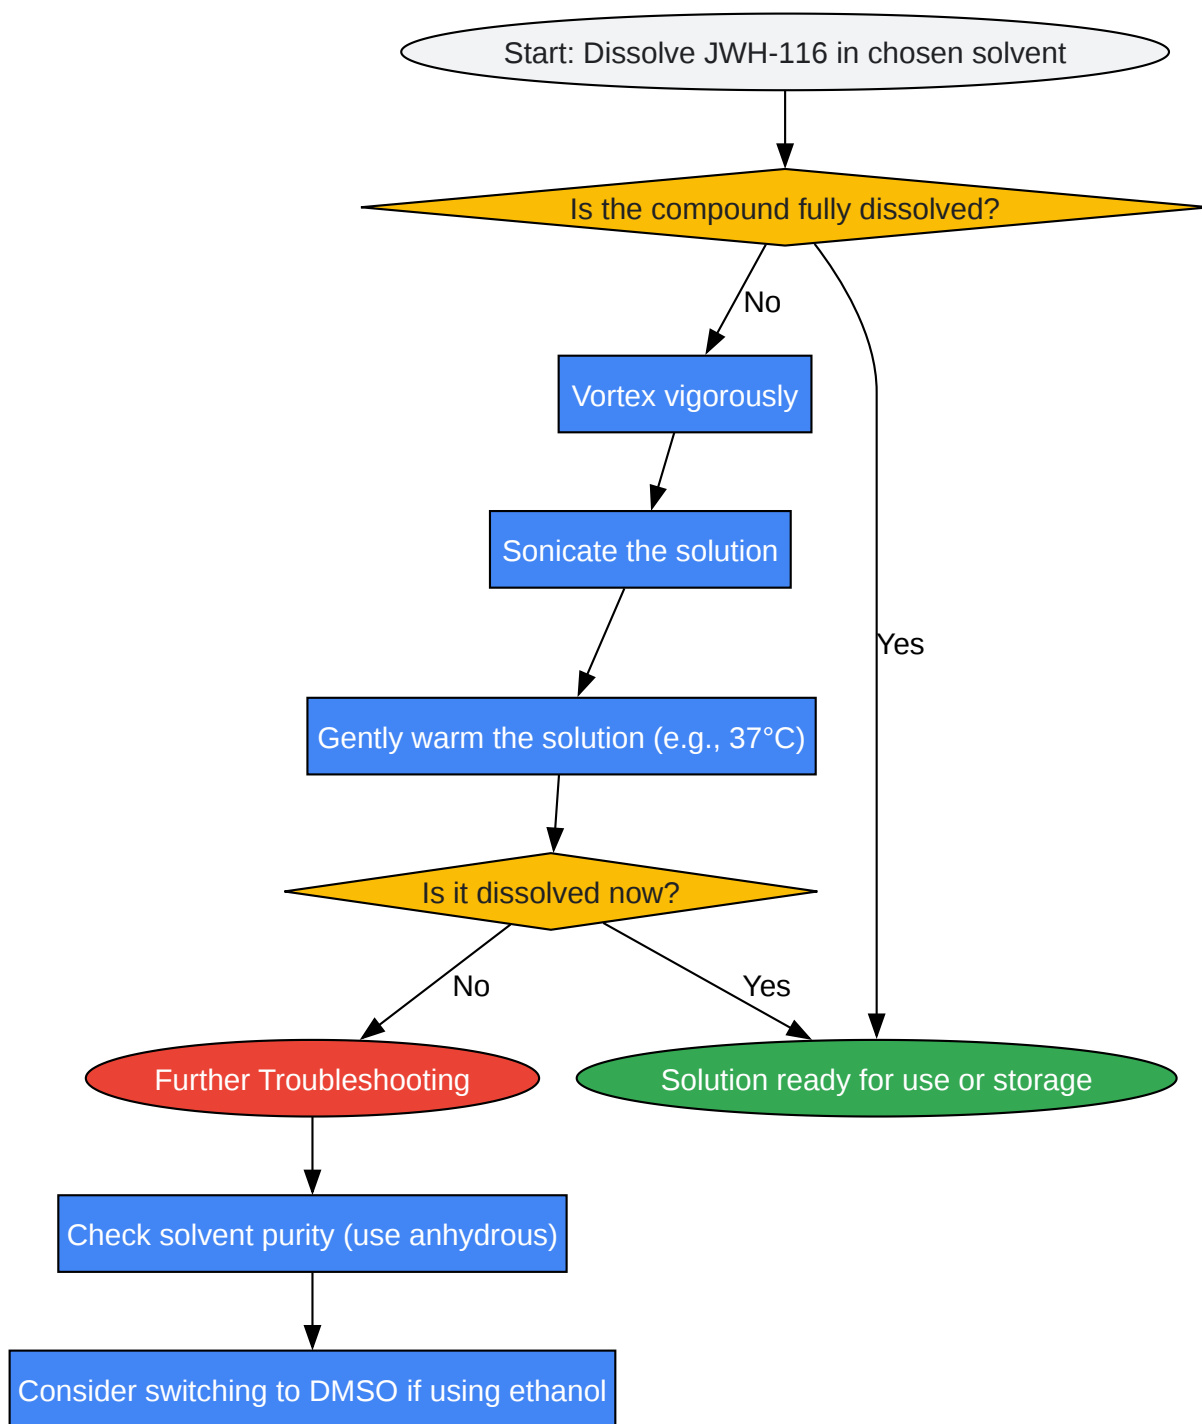 Start: Dissolve JWH-116 in chosen solvent
Is the compound fully dissolved?
No
Vortex vigorously
Sonicate the solution
Yes
Gently warm the solution (e.g., 37°C)
Is it dissolved now?
No
Yes
Further Troubleshooting
Solution ready for use or storage
Check solvent purity (use anhydrous)
Consider switching to DMSO if using ethanol